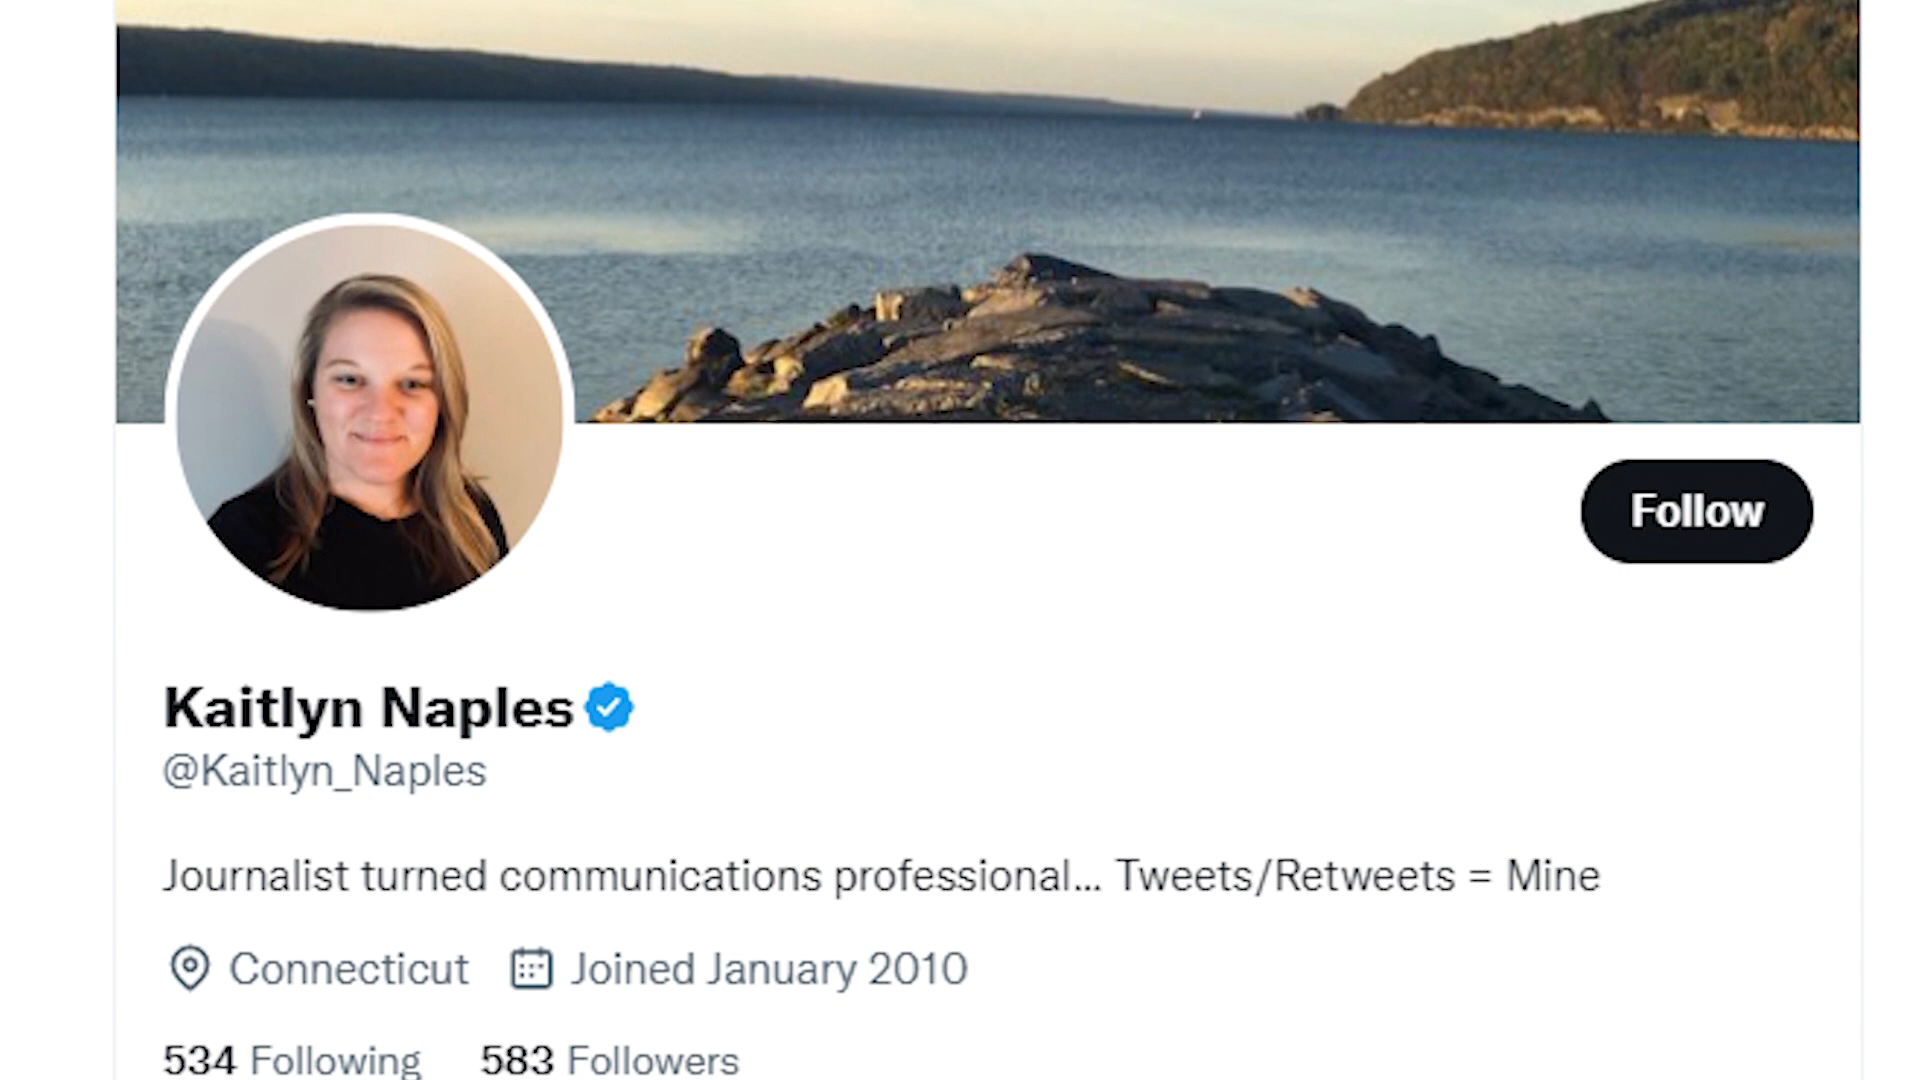 Follow
Kaitlyn Naples
@Kaitlyn_Naples
Journalist turned communications professional... Tweets/Retweets = Mine
Connecticut Joined January 2010
534 Following 583 Followers